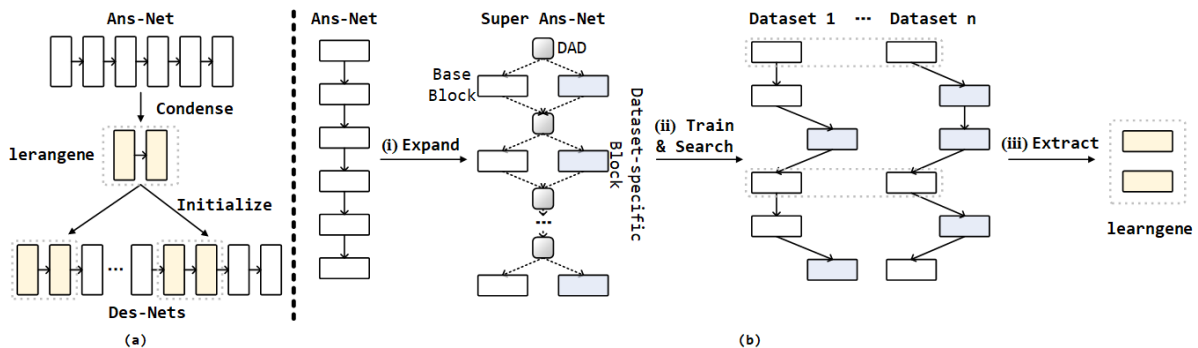 Ans-Net
Condense
lerangene
Initialize
···
Des-Nets
(a)
Ans-Net
(i) Expand
Super Ans-Net
DAD
Base
Block
Dataset-specific
Block
···
(ii) Train
& Search
Dataset 1 ··· Dataset n
(iii) Extract
learngene
(b)